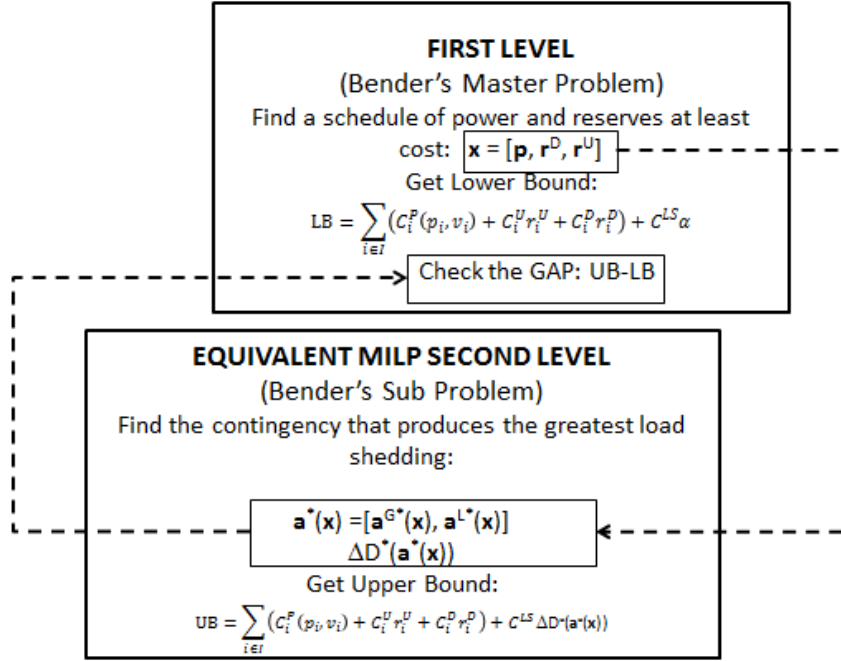 FIRST LEVEL
(Bender's Master Problem)
Find a schedule of power and reserves at least
cost: x = [p, r^D, r^U]
Get Lower Bound:
LB = ∑_{i∈I} (C_i^P(p_i, v_i) + C_i^U r_i^U + C_i^D r_i^D) + C^{LS} α
Check the GAP: UB-LB
EQUIVALENT MILP SECOND LEVEL
(Bender's Sub Problem)
Find the contingency that produces the greatest load
shedding:
a^*(x) =[a^{G*}(x), a^{L*}(x)]
ΔD^*(a^*(x))
Get Upper Bound:
UB = ∑_{i∈I} (C_i^P(p_i, v_i) + C_i^U r_i^U + C_i^D r_i^D) + C^{LS} ΔD^*(a^*(x))